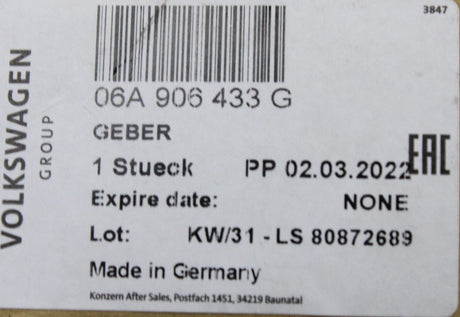 3847
VOLKSWAGEN
GROUP
06A 906 433 G
GEBER
1 Stueck PP 02.03.2022
EAC
Expire date: NONE
Lot: KW/31 - LS 80872689
Made in Germany
Konzern After Sales, Postfach 1451, 34219 Baunatal